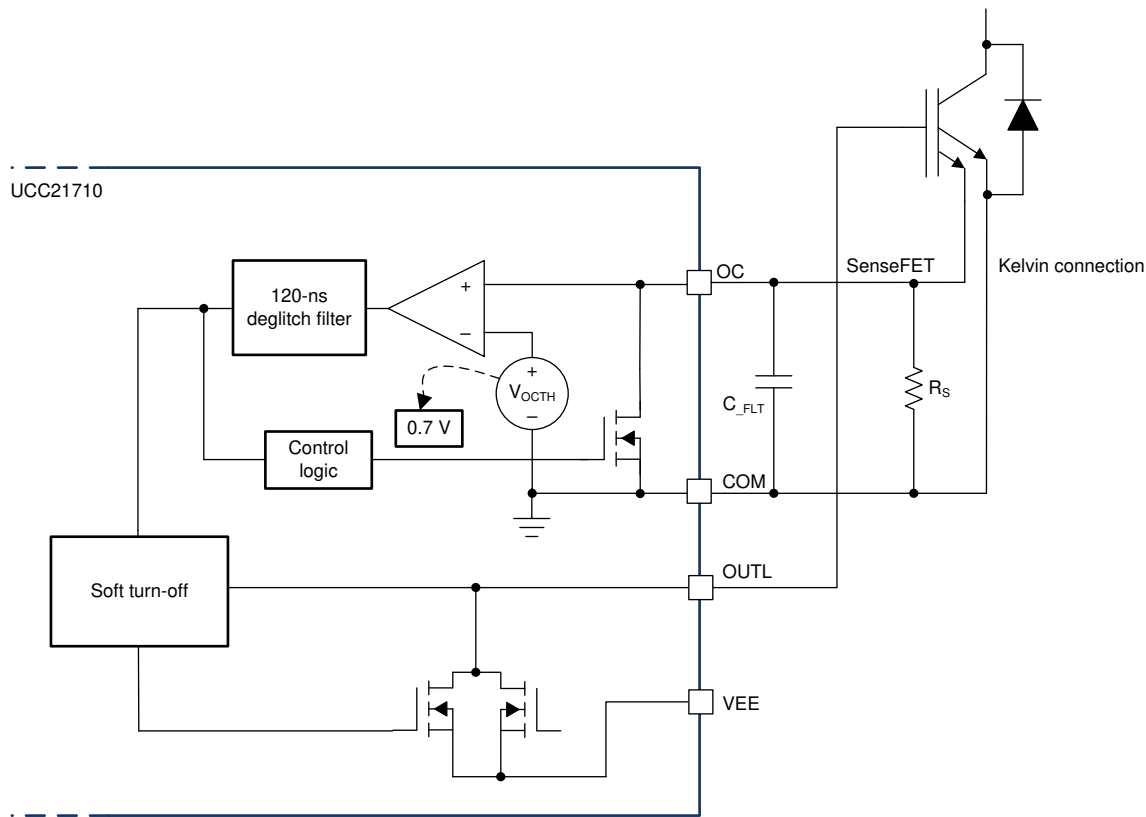 UCC21710
120-ns
deglitch filter
+
−
+
V_OCTH
−
0.7 V
Control
logic
Soft turn-off
OC
SenseFET
Kelvin connection
C_FLT
R_S
COM
OUTL
VEE